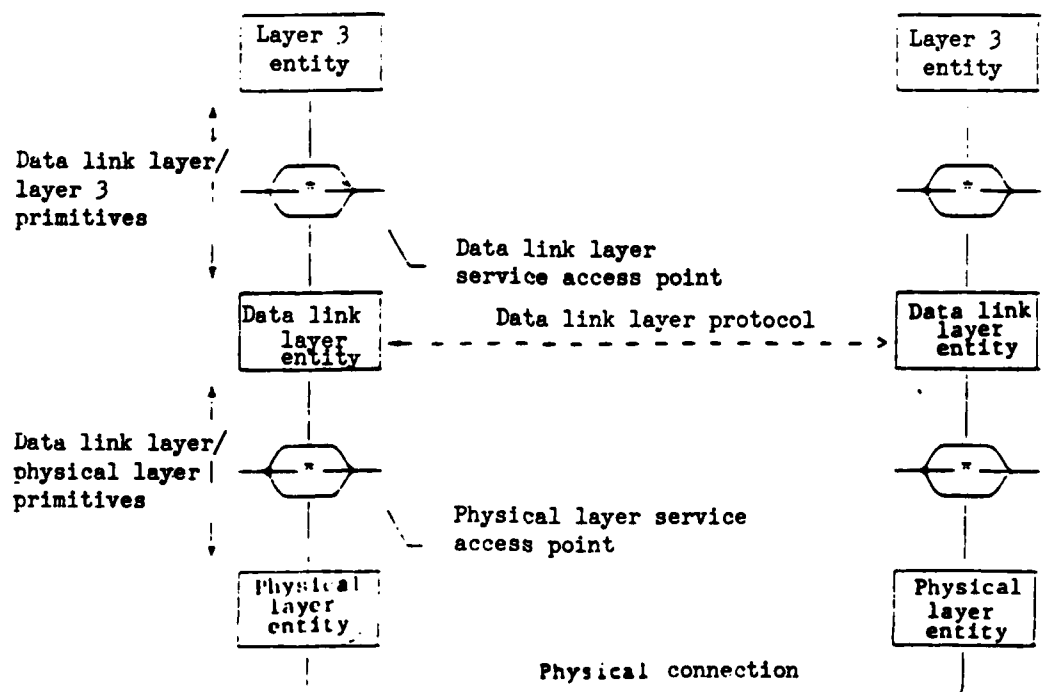 Layer 3
entity
Layer 3
entity
Data link layer/
layer 3
primitives
Data link layer
service access point
Data link
layer
entity
Data link layer protocol
Data link
layer
entity
Data link layer/
physical layer
primitives
Physical layer service
access point
Physical
layer
entity
Physical
layer
entity
Physical connection